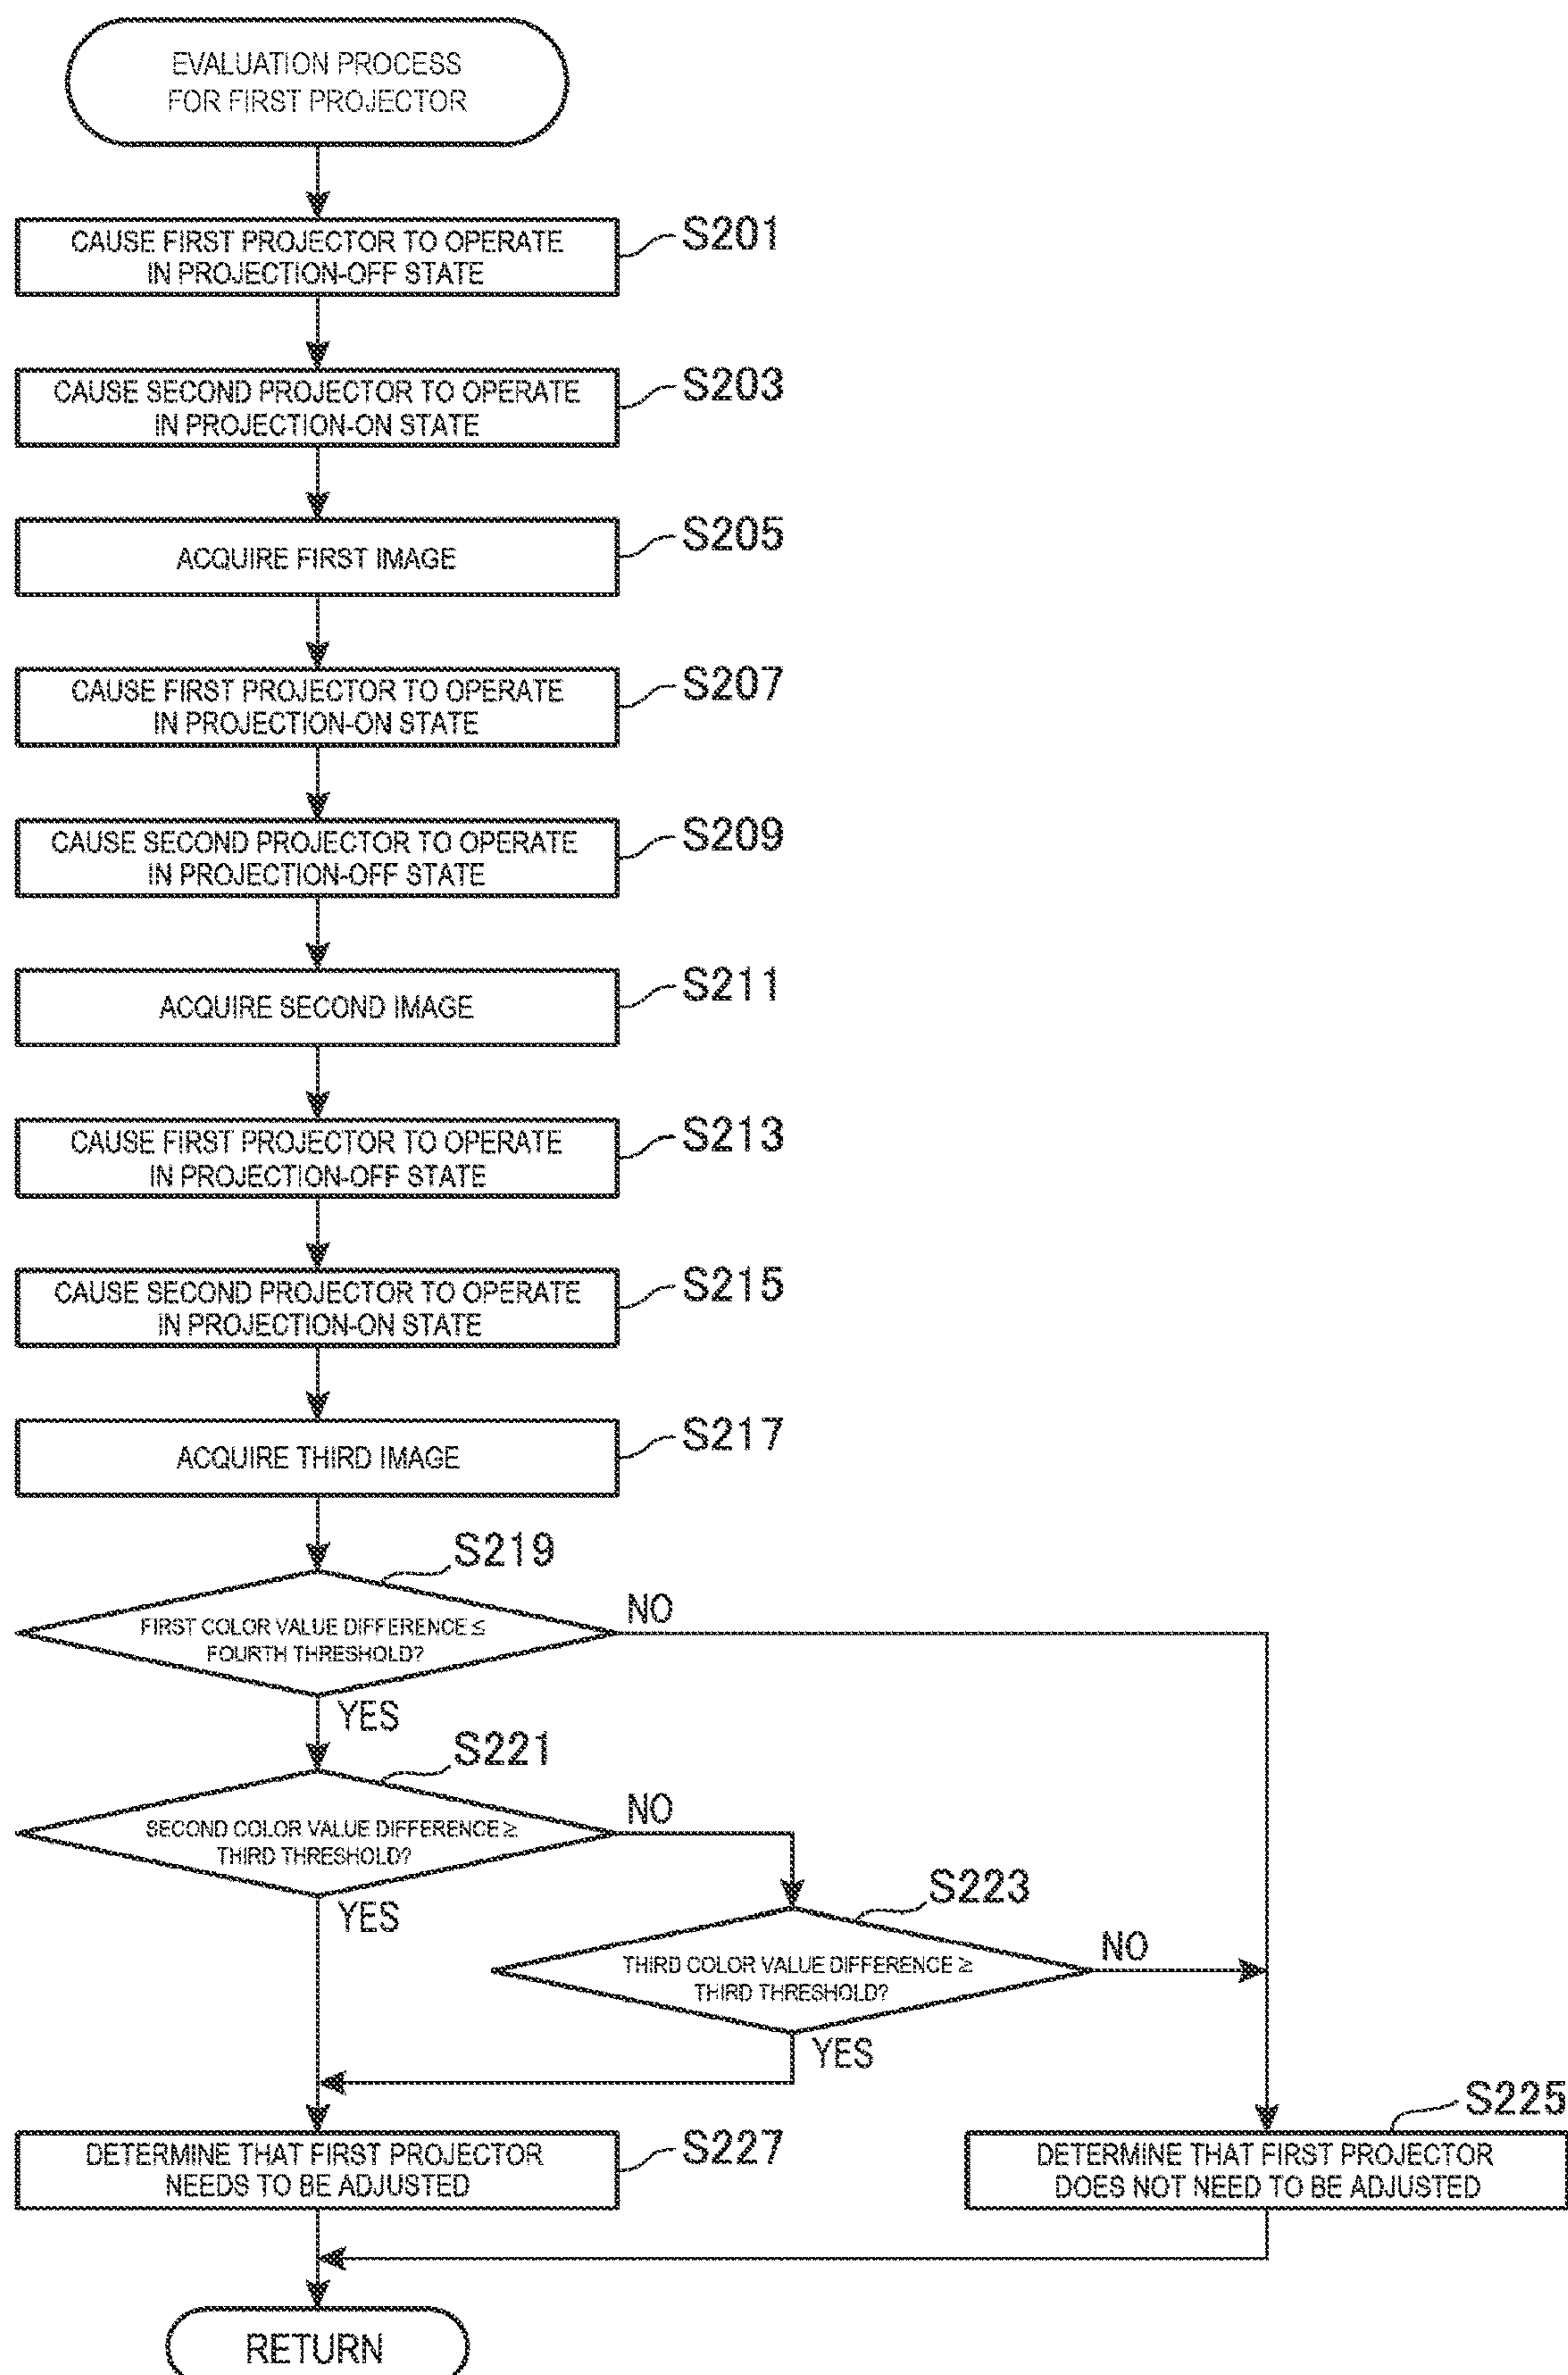 EVALUATION PROCESS
FOR FIRST PROJECTOR
CAUSE FIRST PROJECTOR TO OPERATE
IN PROJECTION-OFF STATE
S201
CAUSE SECOND PROJECTOR TO OPERATE
IN PROJECTION-ON STATE
S203
ACQUIRE FIRST IMAGE
S205
CAUSE FIRST PROJECTOR TO OPERATE
IN PROJECTION-ON STATE
S207
CAUSE SECOND PROJECTOR TO OPERATE
IN PROJECTION-OFF STATE
S209
ACQUIRE SECOND IMAGE
S211
CAUSE FIRST PROJECTOR TO OPERATE
IN PROJECTION-OFF STATE
S213
CAUSE SECOND PROJECTOR TO OPERATE
IN PROJECTION-ON STATE
S215
ACQUIRE THIRD IMAGE
S217
S219
FIRST COLOR VALUE DIFFERENCE ≤
FOURTH THRESHOLD?
NO
YES
S221
SECOND COLOR VALUE DIFFERENCE ≥
THIRD THRESHOLD?
NO
YES
S223
THIRD COLOR VALUE DIFFERENCE ≥
THIRD THRESHOLD?
NO
YES
DETERMINE THAT FIRST PROJECTOR
NEEDS TO BE ADJUSTED
S227
S225
DETERMINE THAT FIRST PROJECTOR
DOES NOT NEED TO BE ADJUSTED
RETURN